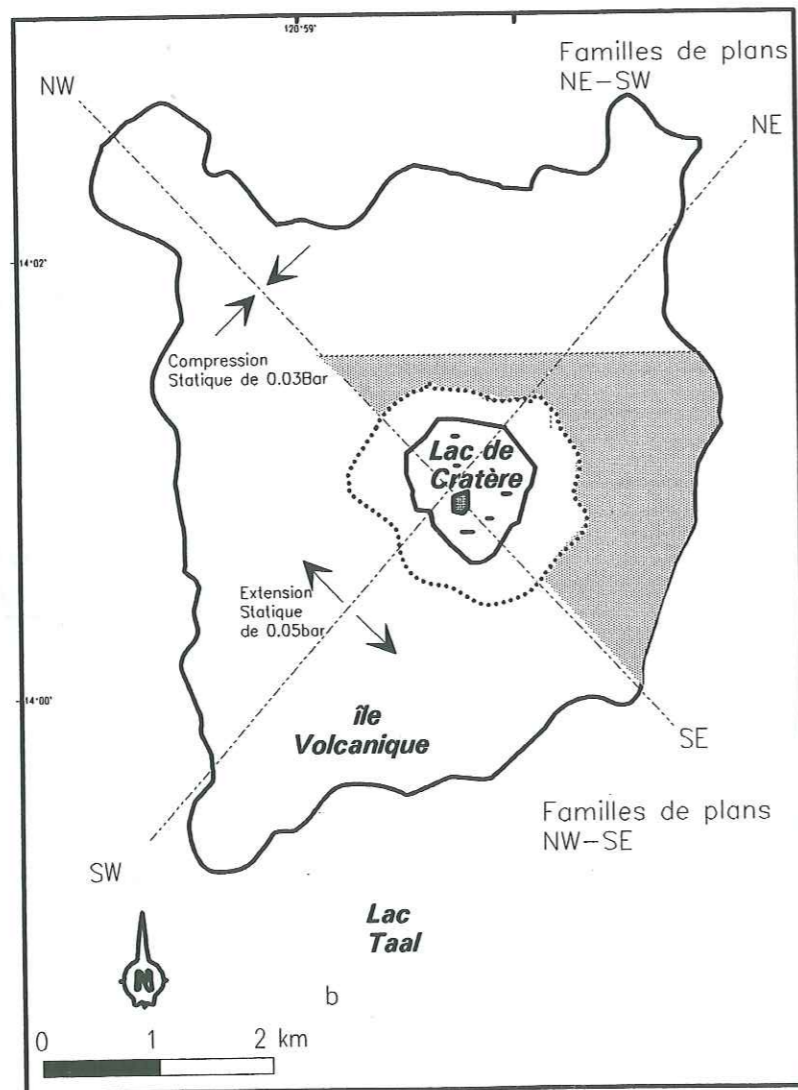 120°59'
Familles de plans
NE-SW
NW
NE
14°02'
Compression
Statique de 0.03Bar
Lac de
Cratère
Extension
Statique
de 0.05bar
14°00'
île
Volcanique
SE
Familles de plans
NW-SE
SW
Lac
Taal
N
b
0 1 2 km